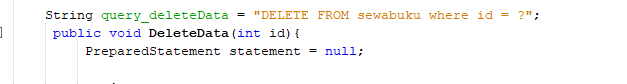 String query_deleteData = "DELETE FROM sewabuku where id = ?";
public void DeleteData(int id){
PreparedStatement statement = null;